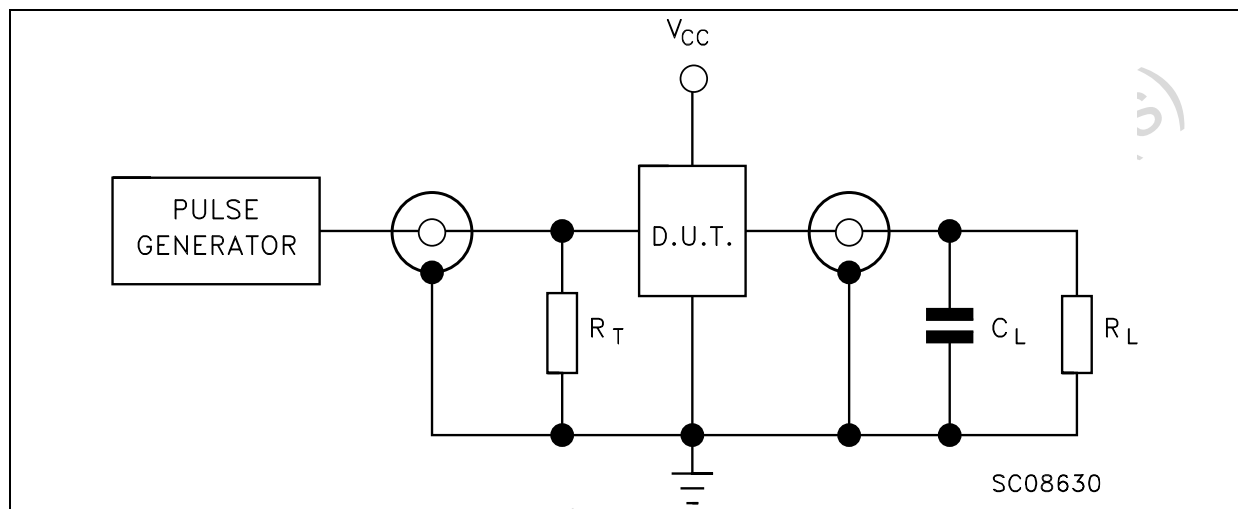 VCC
PULSE
GENERATOR
D.U.T.
RT
CL
RL
SC08630